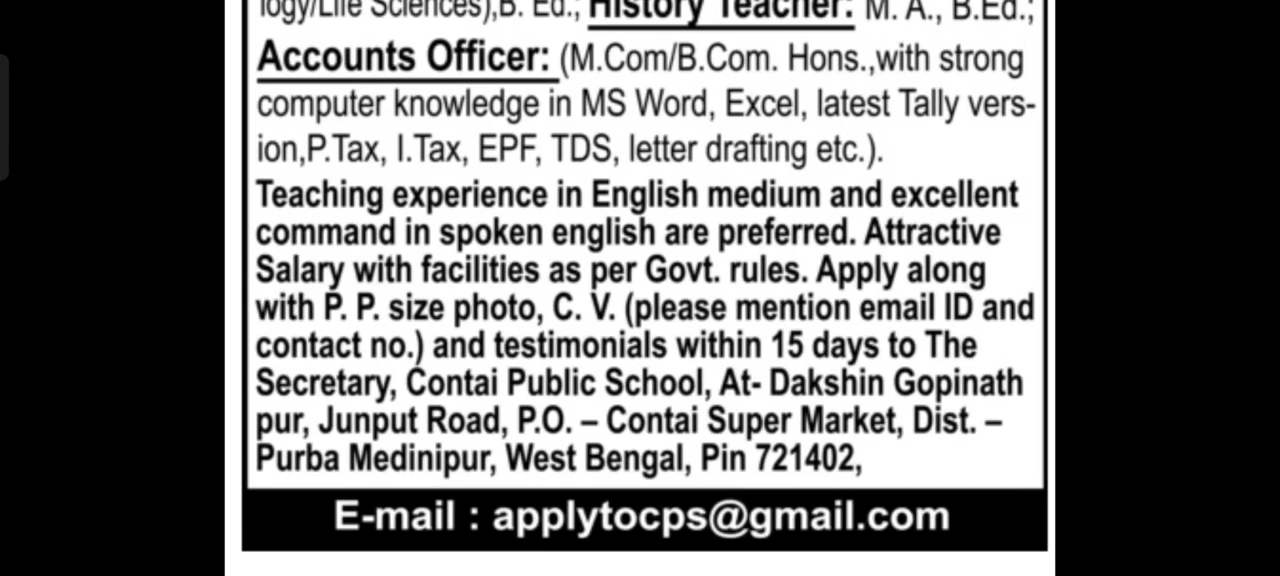 logy/Life Sciences),B. Ed.; History Teacher: M. A., B.Ed.;
Accounts Officer: (M.Com/B.Com. Hons.,with strong
computer knowledge in MS Word, Excel, latest Tally vers-
ion,P.Tax, I.Tax, EPF, TDS, letter drafting etc.).
Teaching experience in English medium and excellent
command in spoken english are preferred. Attractive
Salary with facilities as per Govt. rules. Apply along
with P. P. size photo, C. V. (please mention email ID and
contact no.) and testimonials within 15 days to The
Secretary, Contai Public School, At- Dakshin Gopinath
pur, Junput Road, P.O. – Contai Super Market, Dist. –
Purba Medinipur, West Bengal, Pin 721402,
E-mail : applytocps@gmail.com